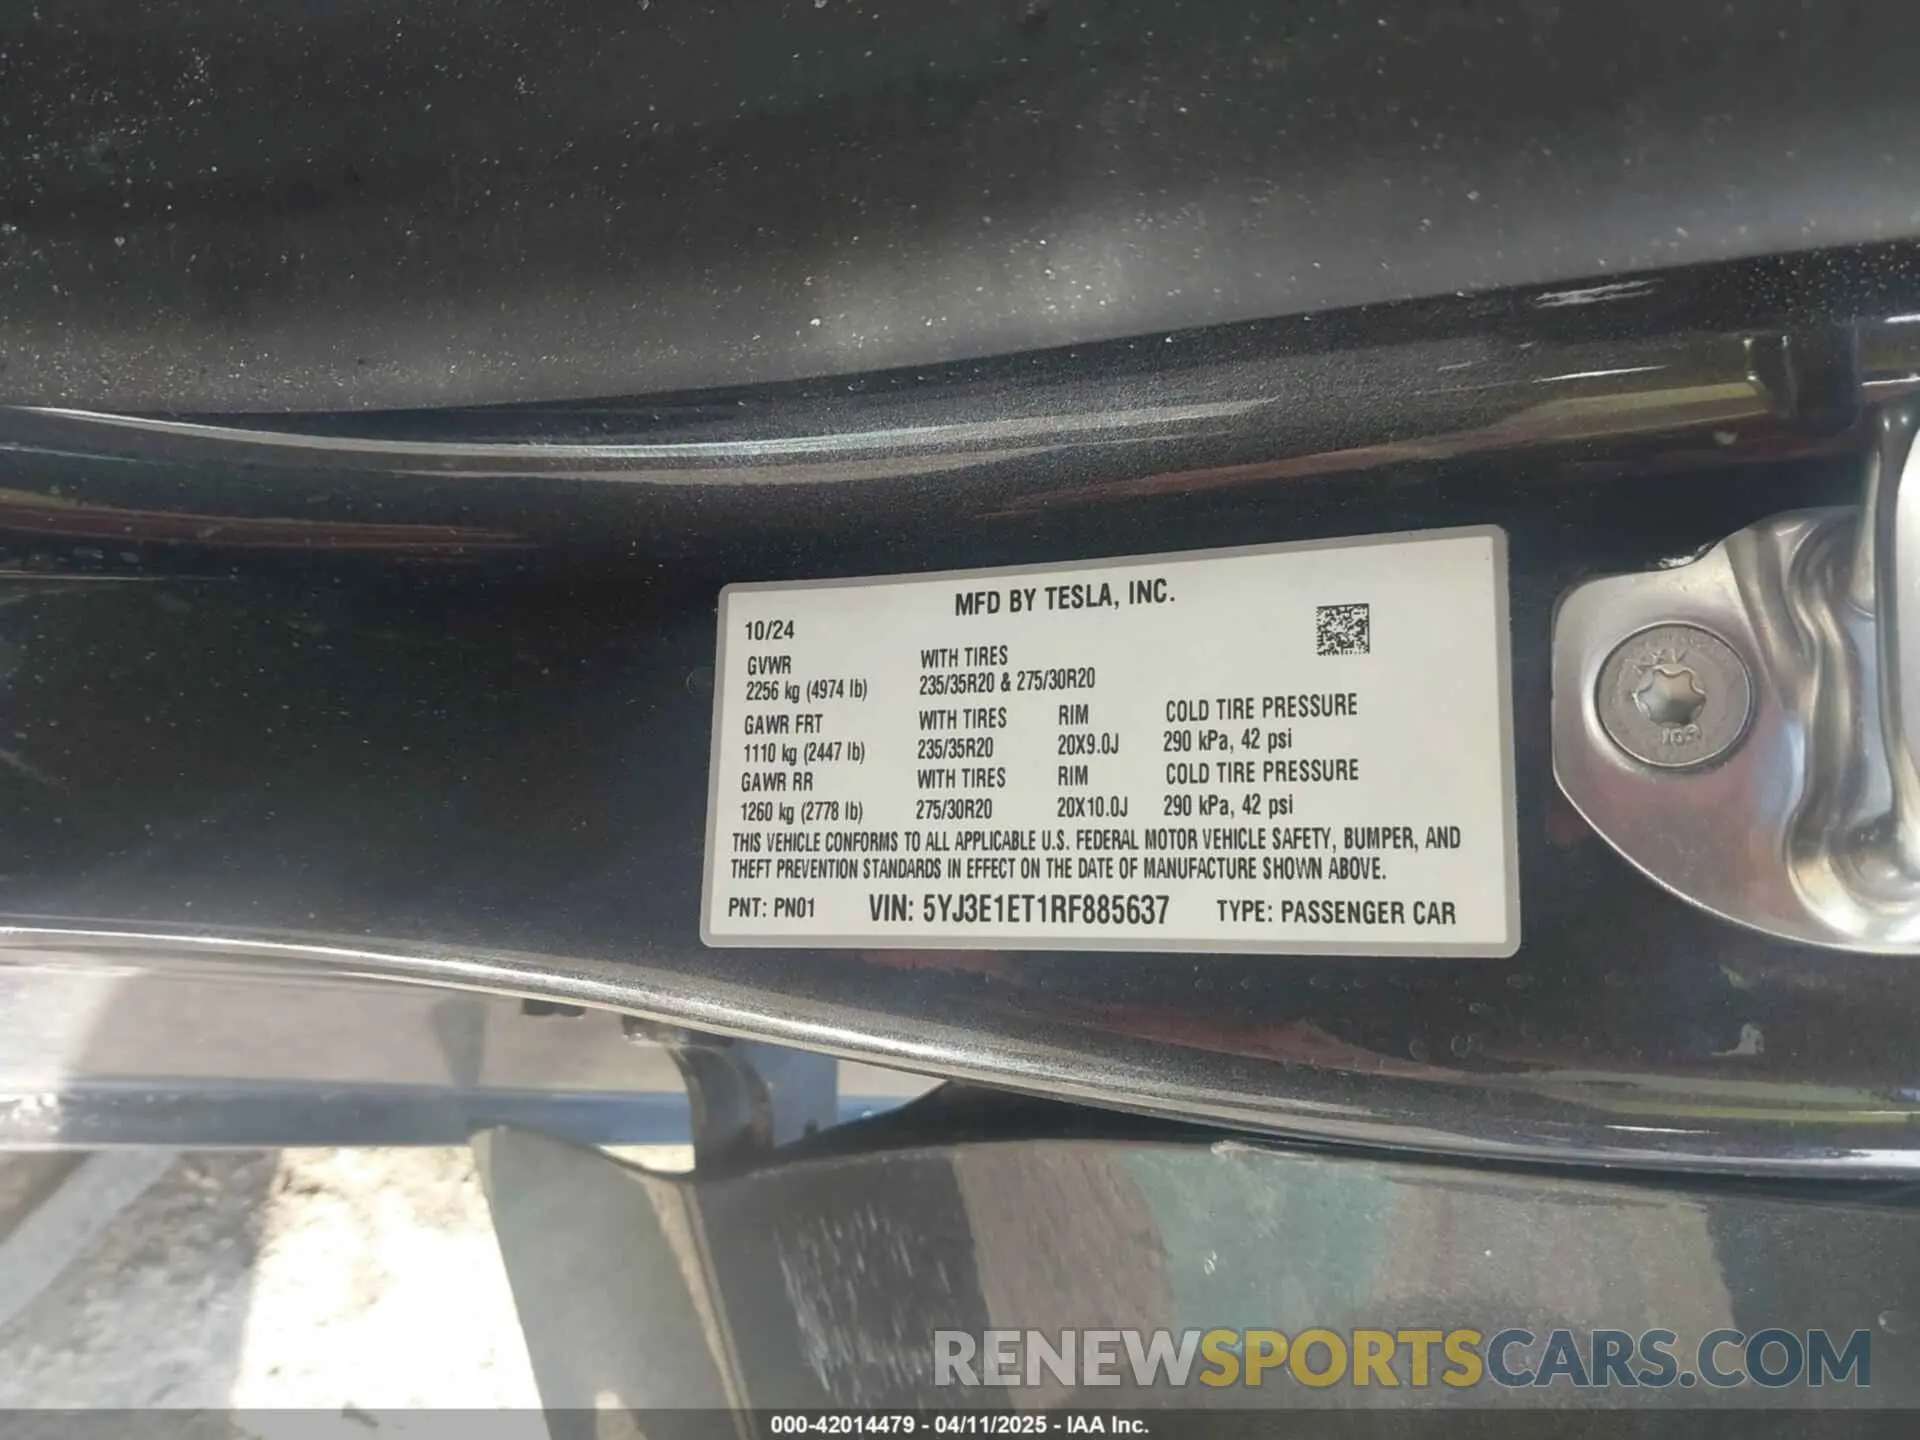 MFD BY TESLA, INC.
10/24
GVWR WITH TIRES
2256 kg (4974 lb) 235/35R20 & 275/30R20
GAWR FRT WITH TIRES RIM COLD TIRE PRESSURE
1110 kg (2447 lb) 235/35R20 20X9.0J 290 kPa, 42 psi
GAWR RR WITH TIRES RIM COLD TIRE PRESSURE
1260 kg (2778 lb) 275/30R20 20X10.0J 290 kPa, 42 psi
THIS VEHICLE CONFORMS TO ALL APPLICABLE U.S. FEDERAL MOTOR VEHICLE SAFETY, BUMPER, AND
THEFT PREVENTION STANDARDS IN EFFECT ON THE DATE OF MANUFACTURE SHOWN ABOVE.
PNT: PN01 VIN: 5YJ3E1ET1RF885637 TYPE: PASSENGER CAR
RENEWSPORTSCARS.COM
000-42014479 - 04/11/2025 - IAA Inc.